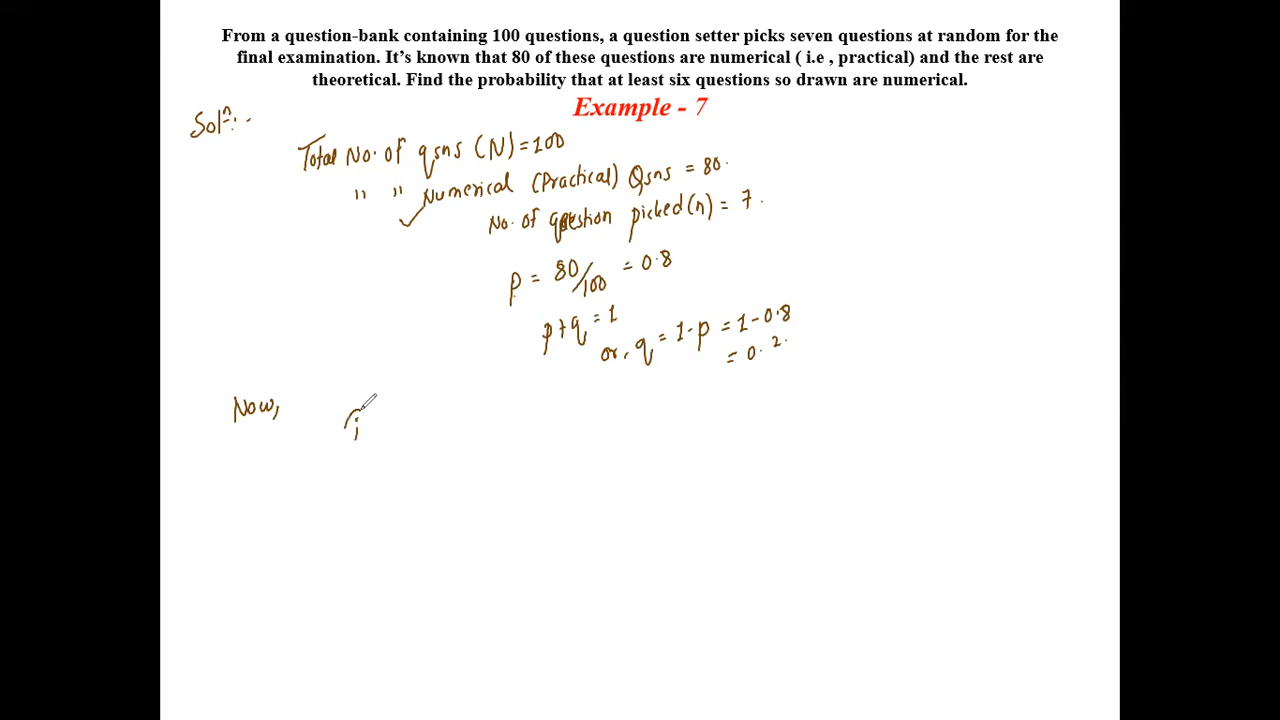 From a question-bank containing 100 questions, a question setter picks seven questions at random for the
final examination. It’s known that 80 of these questions are numerical ( i.e , practical) and the rest are
theoretical. Find the probability that at least six questions so drawn are numerical.
Example - 7
Solⁿ:-
Total No. of qsns (N) = 100
" " Numerical (Practical) Qsns = 80.
No. of question picked (n) = 7.
p = 80/100 = 0.8
p + q = 1
or, q = 1 - p = 1 - 0.8
= 0.2.
Now, (i